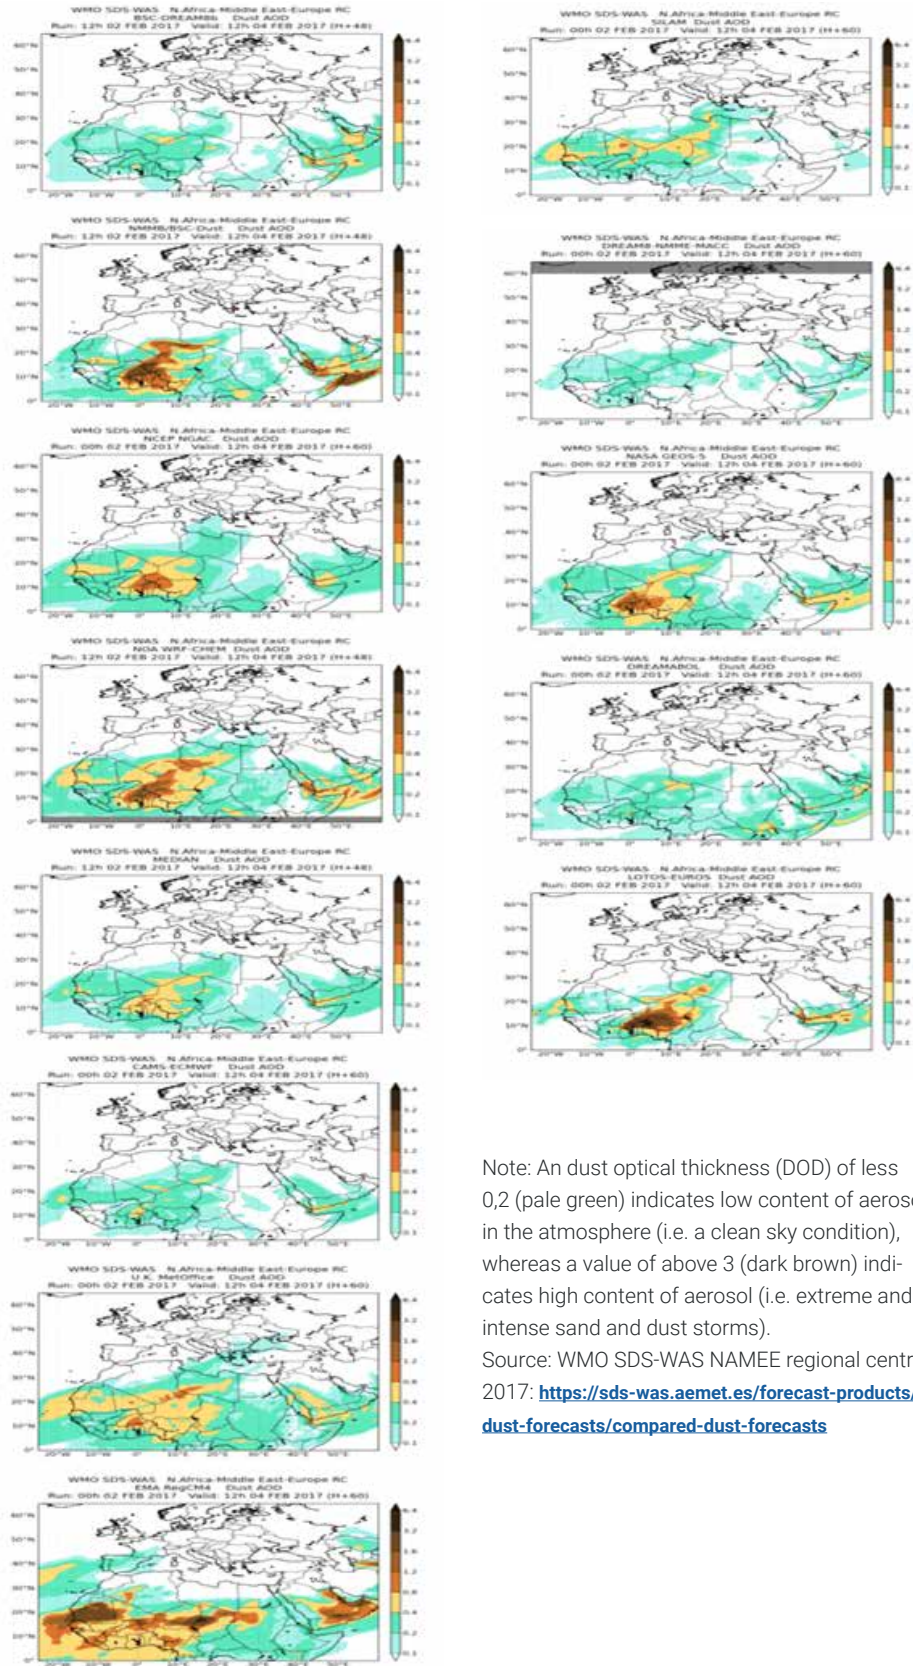 WMO SDS-WAS N.Africa-Middle East-Europe RC
BSC-DREAM8b Dust AOD
Run: 12h 02 FEB 2017 Valid: 12h 04 FEB 2017 (H+48)
WMO SDS-WAS N.Africa-Middle East-Europe RC
NMMB/BSC-Dust Dust AOD
Run: 12h 02 FEB 2017 Valid: 12h 04 FEB 2017 (H+48)
WMO SDS-WAS N.Africa-Middle East-Europe RC
NCEP NGAC Dust AOD
Run: 00h 02 FEB 2017 Valid: 12h 04 FEB 2017 (H+60)
WMO SDS-WAS N.Africa-Middle East-Europe RC
NOA WRF-CHEM Dust AOD
Run: 12h 02 FEB 2017 Valid: 12h 04 FEB 2017 (H+48)
WMO SDS-WAS N.Africa-Middle East-Europe RC
MEDIAN Dust AOD
Run: 12h 02 FEB 2017 Valid: 12h 04 FEB 2017 (H+48)
WMO SDS-WAS N.Africa-Middle East-Europe RC
CAMS-ECMWF Dust AOD
Run: 00h 02 FEB 2017 Valid: 12h 04 FEB 2017 (H+60)
WMO SDS-WAS N.Africa-Middle East-Europe RC
U.K. MetOffice Dust AOD
Run: 00h 02 FEB 2017 Valid: 12h 04 FEB 2017 (H+60)
WMO SDS-WAS N.Africa-Middle East-Europe RC
EMA RegCM4 Dust AOD
Run: 00h 02 FEB 2017 Valid: 12h 04 FEB 2017 (H+60)
WMO SDS-WAS N.Africa-Middle East-Europe RC
SILAM Dust AOD
Run: 00h 02 FEB 2017 Valid: 12h 04 FEB 2017 (H+60)
WMO SDS-WAS N.Africa-Middle East-Europe RC
DREAM8-NMME-MACC Dust AOD
Run: 00h 02 FEB 2017 Valid: 12h 04 FEB 2017 (H+60)
WMO SDS-WAS N.Africa-Middle East-Europe RC
NASA GEOS-5 Dust AOD
Run: 00h 02 FEB 2017 Valid: 12h 04 FEB 2017 (H+60)
WMO SDS-WAS N.Africa-Middle East-Europe RC
DREAMABOL Dust AOD
Run: 00h 02 FEB 2017 Valid: 12h 04 FEB 2017 (H+60)
WMO SDS-WAS N.Africa-Middle East-Europe RC
LOTOS-EUROS Dust AOD
Run: 00h 02 FEB 2017 Valid: 12h 04 FEB 2017 (H+60)
Note: An dust optical thickness (DOD) of less
0,2 (pale green) indicates low content of aeroso
in the atmosphere (i.e. a clean sky condition),
whereas a value of above 3 (dark brown) indi-
cates high content of aerosol (i.e. extreme and
intense sand and dust storms).
Source: WMO SDS-WAS NAMEE regional centr
2017: https://sds-was.aemet.es/forecast-products/
dust-forecasts/compared-dust-forecasts